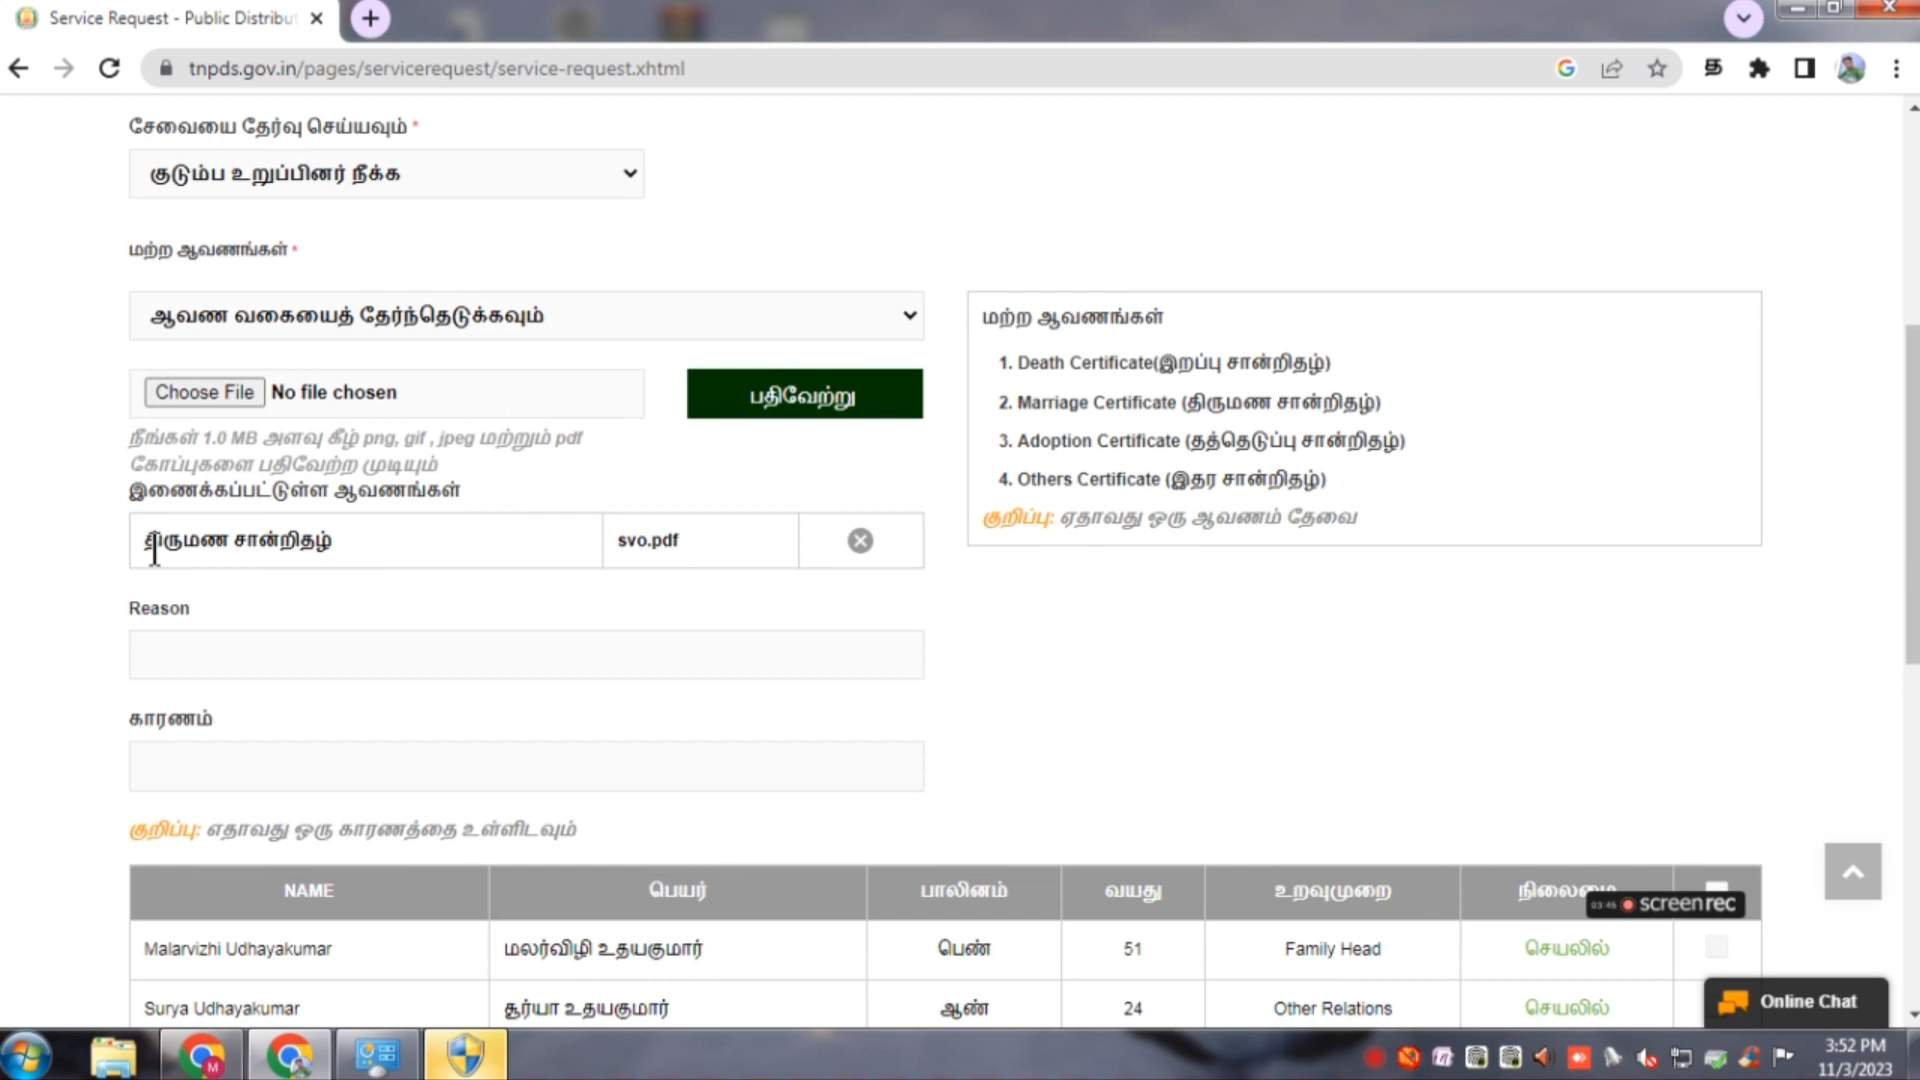 Service Request - Public Distribut
tnpds.gov.in/pages/servicerequest/service-request.xhtml
சேவையை தேர்வு செய்யவும் *
குடும்ப உறுப்பினர் நீக்க
மற்ற ஆவணங்கள் *
ஆவண வகையைத் தேர்ந்தெடுக்கவும்
மற்ற ஆவணங்கள்
1. Death Certificate(இறப்பு சான்றிதழ்)
2. Marriage Certificate (திருமண சான்றிதழ்)
3. Adoption Certificate (தத்தெடுப்பு சான்றிதழ்)
4. Others Certificate (இதர சான்றிதழ்)
குறிப்பு: ஏதாவது ஒரு ஆவணம் தேவை
Choose File No file chosen
பதிவேற்று
நீங்கள் 1.0 MB அளவு கீழ் png, gif , jpeg மற்றும் pdf
கோப்புகளை பதிவேற்ற முடியும்
இணைக்கப்பட்டுள்ள ஆவணங்கள்
திருமண சான்றிதழ் svo.pdf
Reason
காரணம்
குறிப்பு: எதாவது ஒரு காரணத்தை உள்ளிடவும்
NAME பெயர் பாலினம் வயது உறவுமுறை நிலைமை
03:45 screenrec
Malarvizhi Udhayakumar மலர்விழி உதயகுமார் பெண் 51 Family Head செயலில்
Surya Udhayakumar சூர்யா உதயகுமார் ஆண் 24 Other Relations செயலில்
Online Chat
3:52 PM
11/3/2023